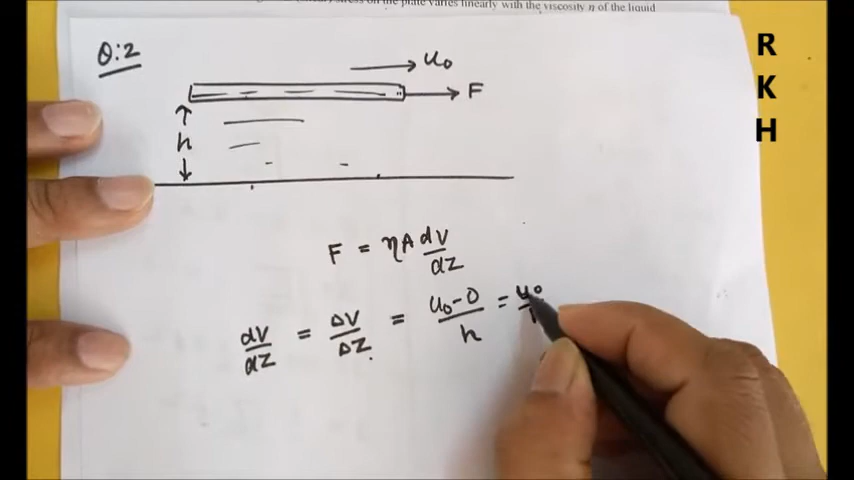 stress on the plate varies linearly with the viscosity η of the liquid
Q:2
u₀
F
h
F = ηA dV/dZ
dV/dZ = ΔV/ΔZ = u₀-0/h = u₀
R
K
H